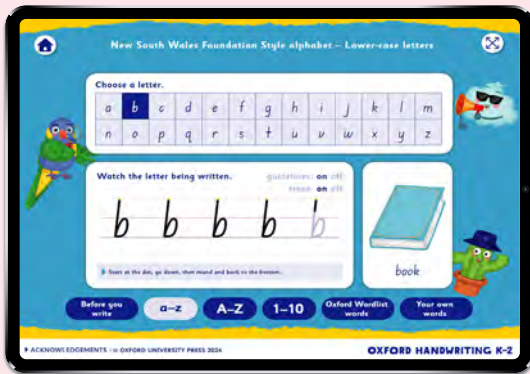 New South Wales Foundation Style alphabet – Lower-case letters
Choose a letter.
a b c d e f g h i j k l m
n o p q r s t u v w x y z
Watch the letter being written.
guidelines: on off
trace: on off
b b b b b
Start at the dot, go down, then round and back to the bottom.
book
Before you write
a–z
A–Z
1–10
Oxford Wordlist words
Your own words
ACKNOWLEDGEMENTS © OXFORD UNIVERSITY PRESS 2024
OXFORD HANDWRITING K–2